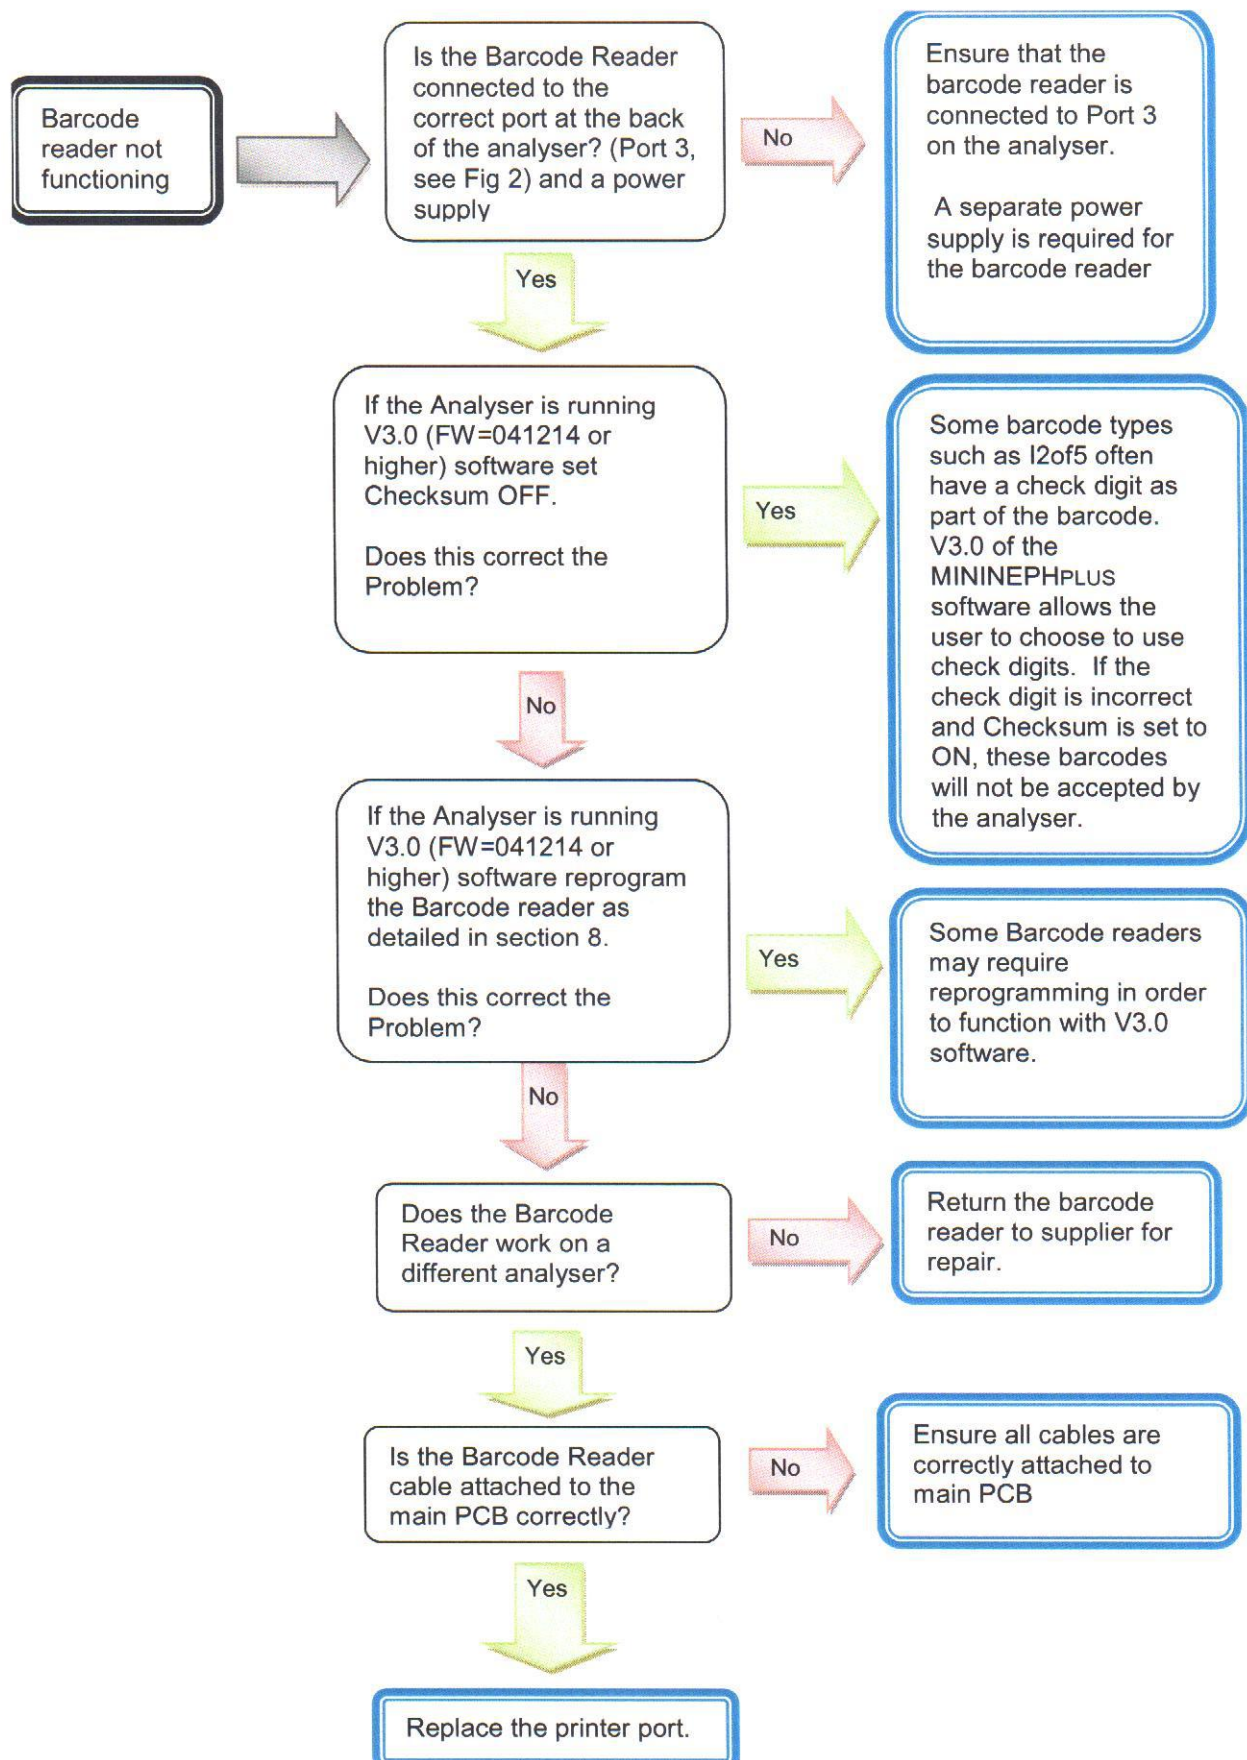 Barcode
reader not
functioning
Is the Barcode Reader
connected to the
correct port at the back
of the analyser? (Port 3,
see Fig 2) and a power
supply
No
Ensure that the
barcode reader is
connected to Port 3
on the analyser.
A separate power
supply is required for
the barcode reader
Yes
If the Analyser is running
V3.0 (FW=041214 or
higher) software set
Checksum OFF.
Does this correct the
Problem?
Yes
Some barcode types
such as I2of5 often
have a check digit as
part of the barcode.
V3.0 of the
MININEPHPLUS
software allows the
user to choose to use
check digits. If the
check digit is incorrect
and Checksum is set to
ON, these barcodes
will not be accepted by
the analyser.
No
If the Analyser is running
V3.0 (FW=041214 or
higher) software reprogram
the Barcode reader as
detailed in section 8.
Does this correct the
Problem?
Yes
Some Barcode readers
may require
reprogramming in order
to function with V3.0
software.
No
Does the Barcode
Reader work on a
different analyser?
No
Return the barcode
reader to supplier for
repair.
Yes
Is the Barcode Reader
cable attached to the
main PCB correctly?
No
Ensure all cables are
correctly attached to
main PCB
Yes
Replace the printer port.